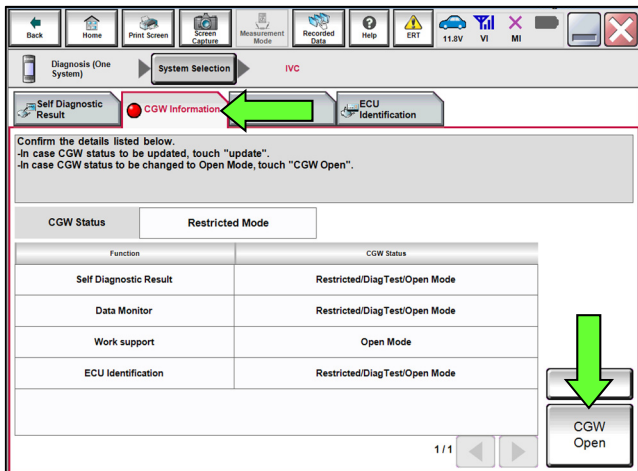 Back
Home
Print Screen
Screen
Capture
Measurement
Mode
Recorded
Data
Help
ERT
11.8V
VI
MI
Diagnosis (One
System)
System Selection
IVC
Self Diagnostic
Result
CGW Information
ECU
Identification
Confirm the details listed below.
-In case CGW status to be updated, touch "update".
-In case CGW status to be changed to Open Mode, touch "CGW Open".
CGW Status
Restricted Mode
Function
CGW Status
Self Diagnostic Result
Restricted/DiagTest/Open Mode
Data Monitor
Restricted/DiagTest/Open Mode
Work support
Open Mode
ECU Identification
Restricted/DiagTest/Open Mode
1/1
CGW
Open